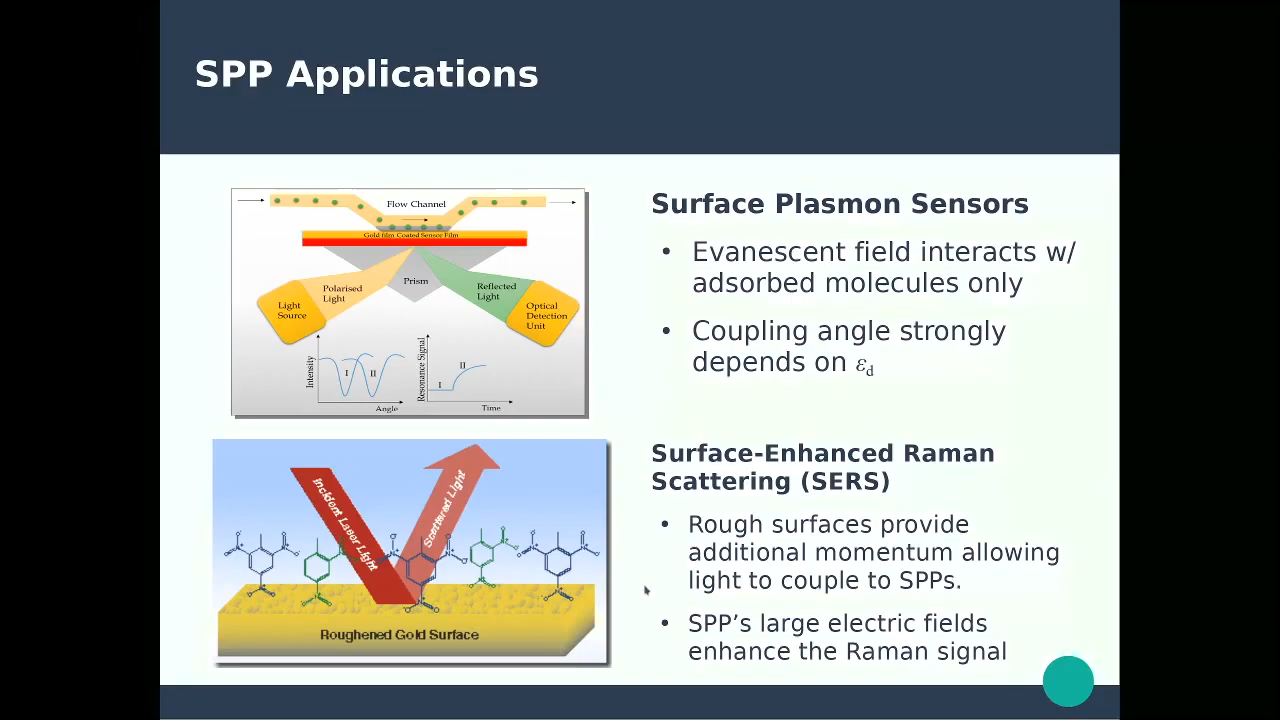 SPP Applications
Flow Channel
Gold film Coated Sensor Film
Prism
Polarised
Light
Reflected
Light
Light
Source
Optical
Detection
Unit
Intensity
I
II
Angle
Resonance Signal
I
II
Time
Surface Plasmon Sensors
• Evanescent field interacts w/
adsorbed molecules only
• Coupling angle strongly
depends on εd
Incident Laser Light
Scattered Light
Roughened Gold Surface
Surface-Enhanced Raman
Scattering (SERS)
• Rough surfaces provide
additional momentum allowing
light to couple to SPPs.
• SPP’s large electric fields
enhance the Raman signal